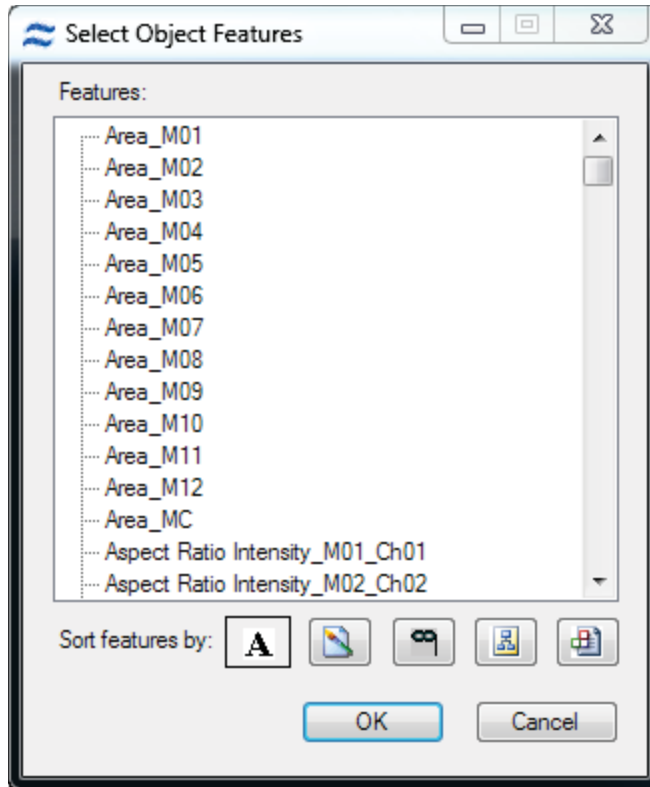 Select Object Features
Features:
Area_M01
Area_M02
Area_M03
Area_M04
Area_M05
Area_M06
Area_M07
Area_M08
Area_M09
Area_M10
Area_M11
Area_M12
Area_MC
Aspect Ratio Intensity_M01_Ch01
Aspect Ratio Intensity_M02_Ch02
Sort features by: A
OK Cancel